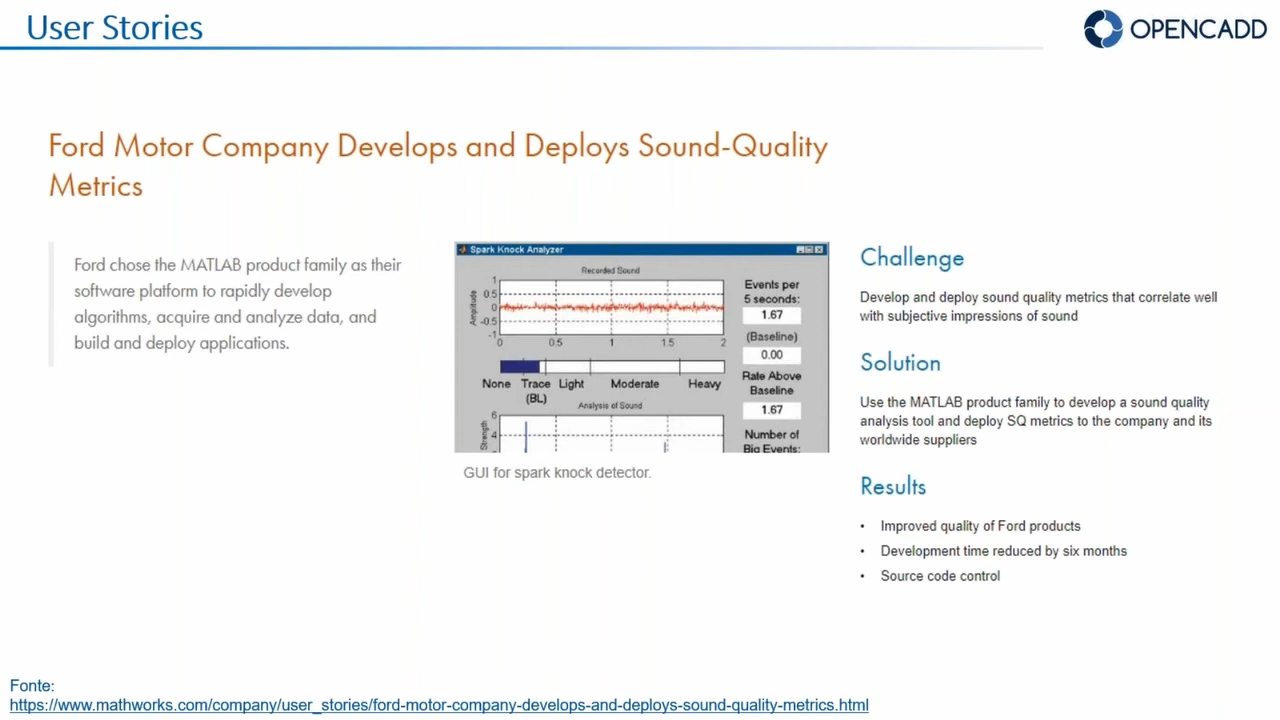 User Stories
OPENCADD
Ford Motor Company Develops and Deploys Sound-Quality
Metrics
Ford chose the MATLAB product family as their
software platform to rapidly develop
algorithms, acquire and analyze data, and
build and deploy applications.
Spark Knock Analyzer
Recorded Sound
Amplitude
1
0.5
0
-0.5
-1
0 0.5 1 1.5 2
None Trace Light Moderate Heavy
(BL)
Analysis of Sound
Strength
6
4
Events per
5 seconds:
1.67
(Baseline)
0.00
Rate Above
Baseline
1.67
Number of
Big Events:
GUI for spark knock detector.
Challenge
Develop and deploy sound quality metrics that correlate well
with subjective impressions of sound
Solution
Use the MATLAB product family to develop a sound quality
analysis tool and deploy SQ metrics to the company and its
worldwide suppliers
Results
• Improved quality of Ford products
• Development time reduced by six months
• Source code control
Fonte:
https://www.mathworks.com/company/user_stories/ford-motor-company-develops-and-deploys-sound-quality-metrics.html